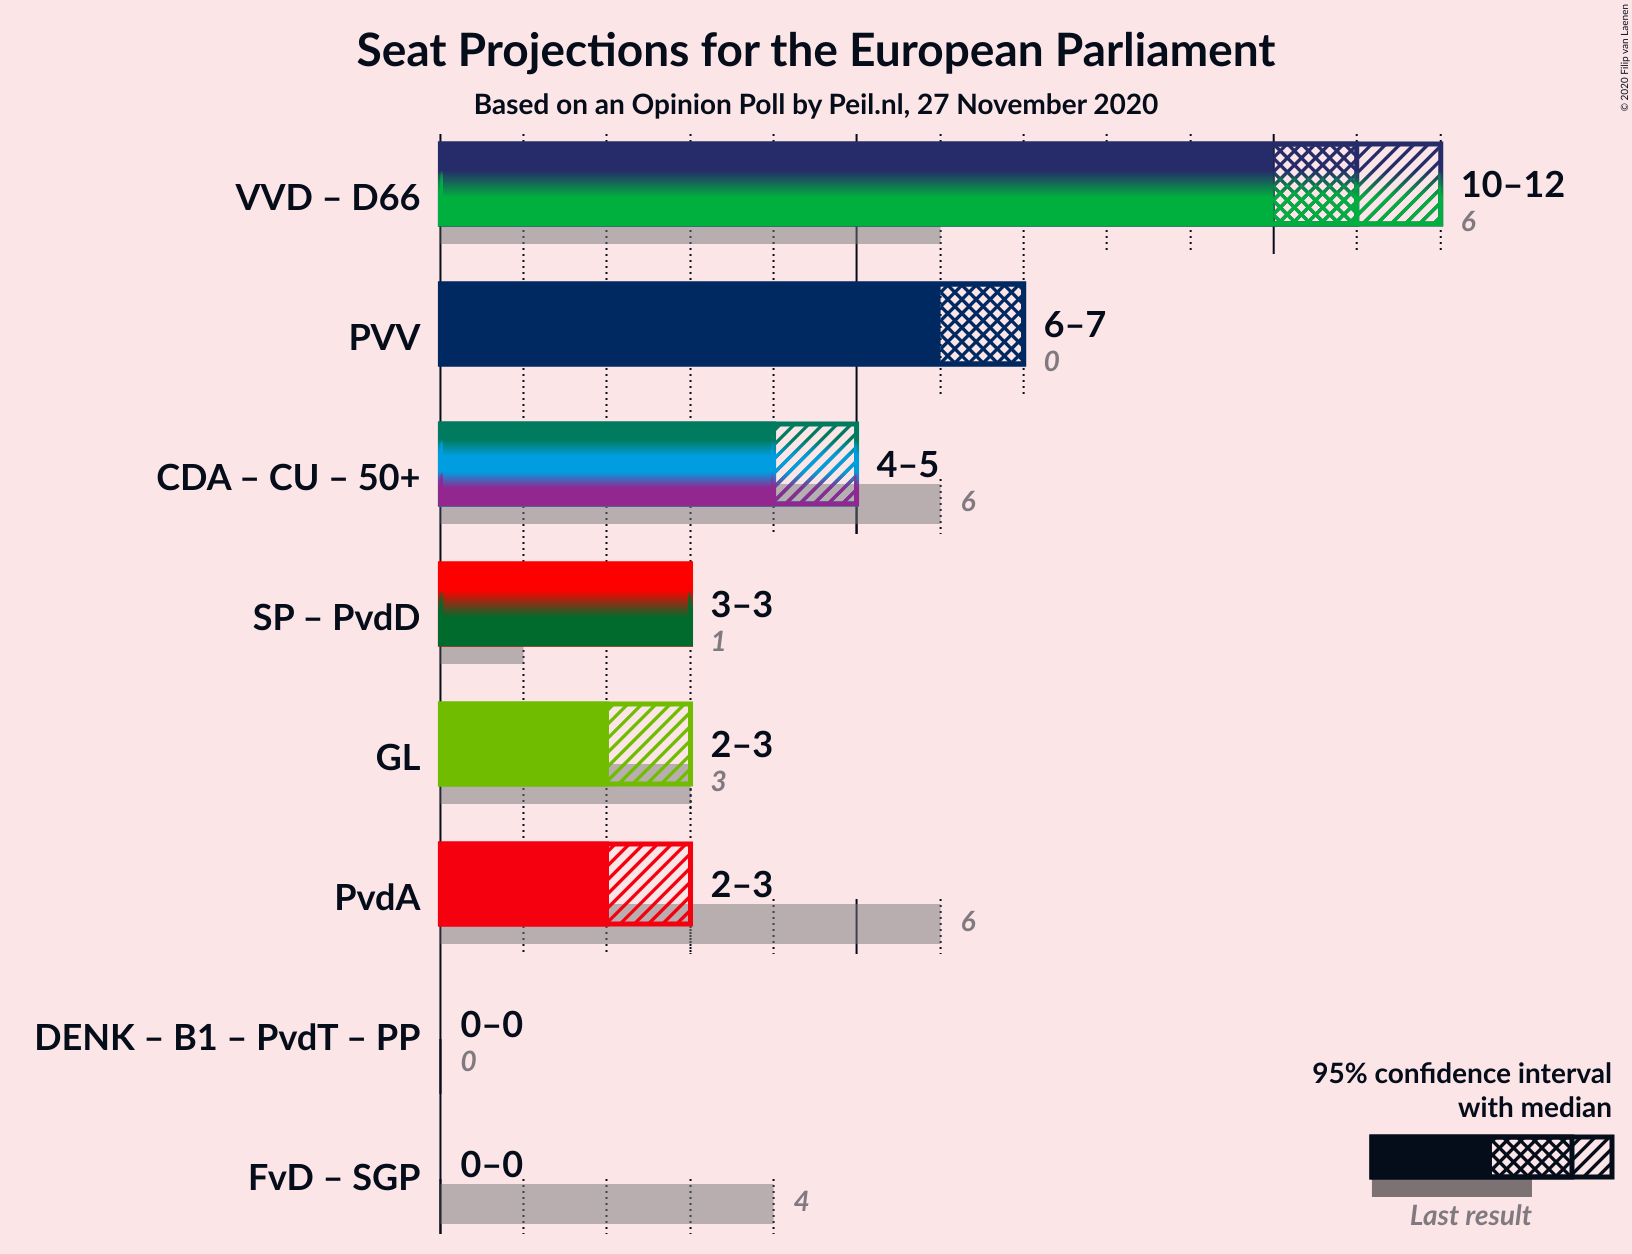 Seat Projections for the European Parliament
Based on an Opinion Poll by Peil.nl, 27 November 2020
© 2020 Filip van Laenen
VVD – D66
10–12
6
PVV
6–7
0
CDA – CU – 50+
4–5
6
SP – PvdD
3–3
1
GL
2–3
3
PvdA
2–3
6
DENK – B1 – PvdT – PP
0–0
0
FvD – SGP
0–0
4
95% confidence interval
with median
Last result